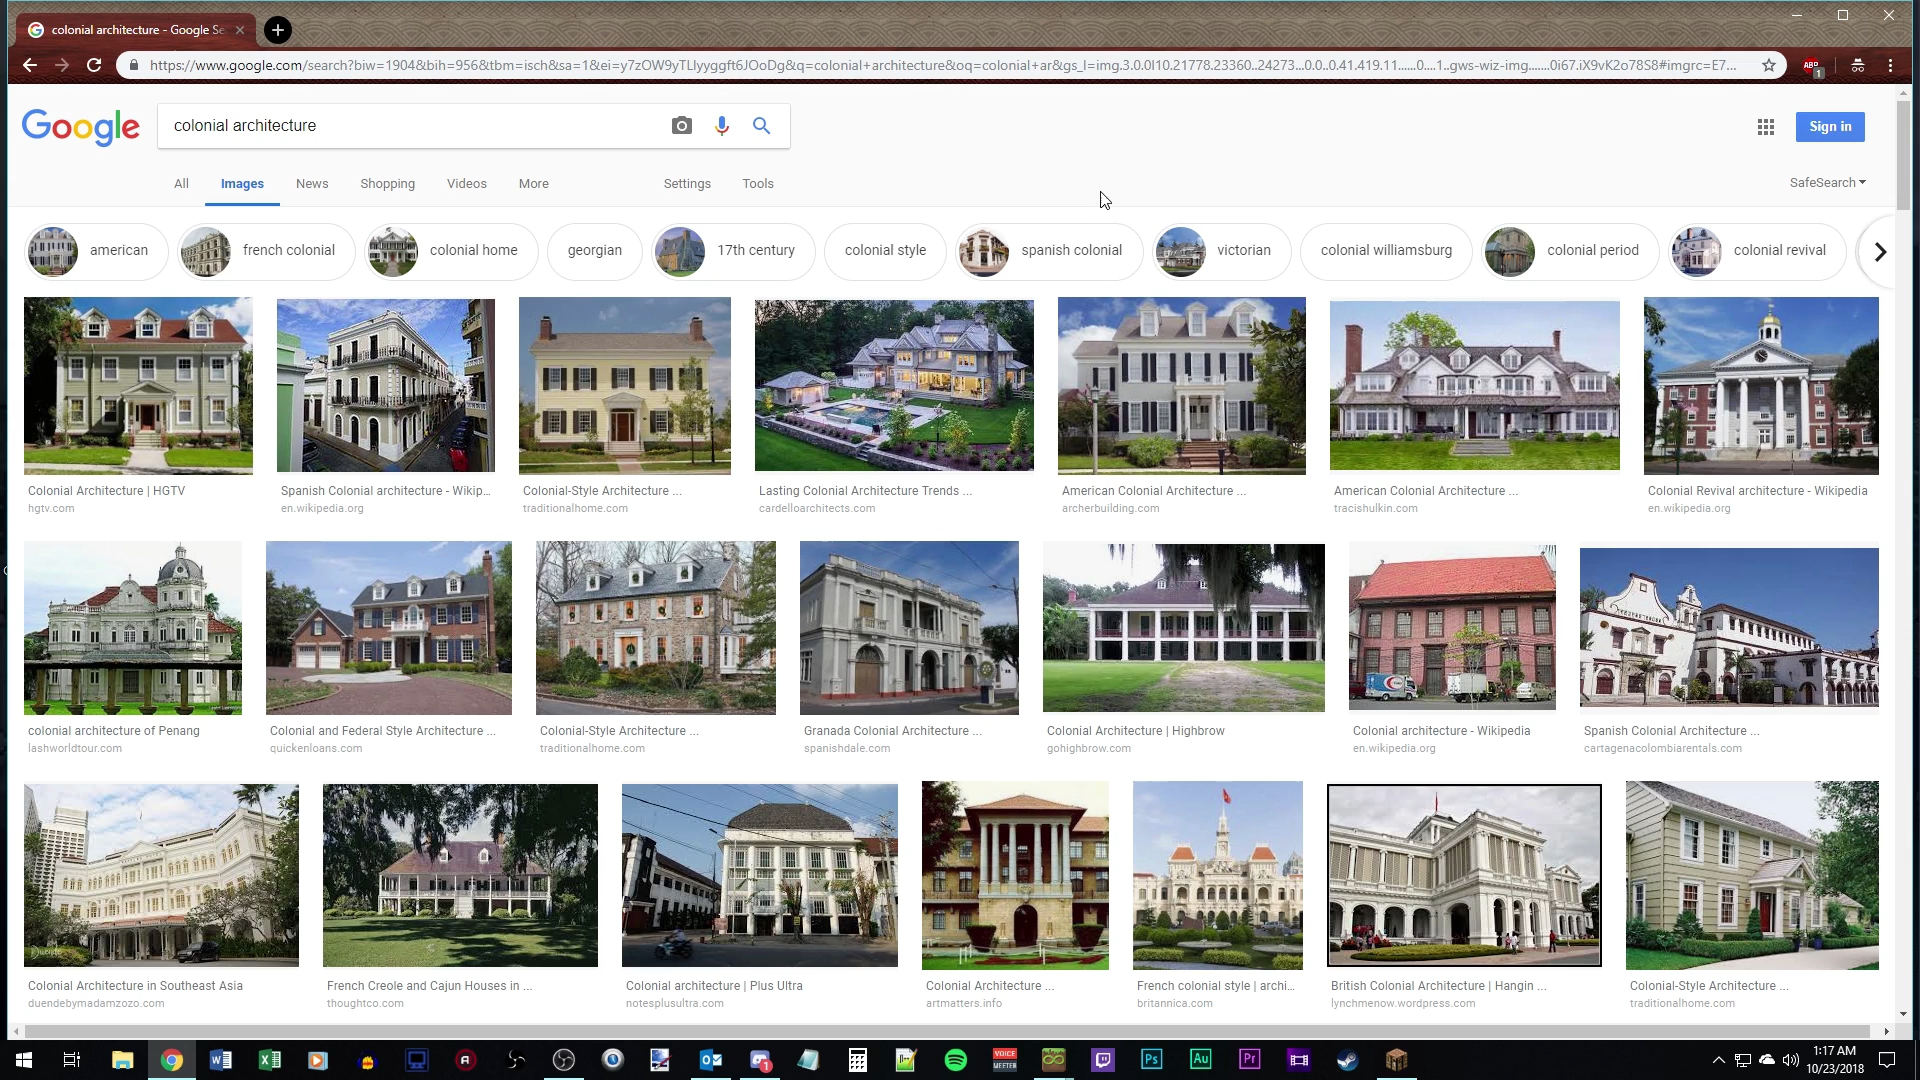 colonial architecture - Google Se
https://www.google.com/search?biw=1904&bih=956&tbm=isch&sa=1&ei=y7zOW9yTLIyyggft6JOoDg&q=colonial+architecture&oq=colonial+ar&gs_l=img.3.0.0l10.21778.23360..24273...0.0..0.41.419.11......0....1..gws-wiz-img.......0i67.iX9vK2o78S8#imgrc=E7...
ABP
1
Google
colonial architecture
Sign in
All Images News Shopping Videos More Settings Tools
SafeSearch
american french colonial colonial home georgian 17th century colonial style spanish colonial victorian colonial williamsburg colonial period colonial revival
Colonial Architecture | HGTV
hgtv.com
Spanish Colonial architecture - Wikip...
en.wikipedia.org
Colonial-Style Architecture ...
traditionalhome.com
Lasting Colonial Architecture Trends ...
cardelloarchitects.com
American Colonial Architecture ...
archerbuilding.com
American Colonial Architecture ...
tracishulkin.com
Colonial Revival architecture - Wikipedia
en.wikipedia.org
colonial architecture of Penang
lashworldtour.com
Colonial and Federal Style Architecture ...
quickenloans.com
Colonial-Style Architecture ...
traditionalhome.com
Granada Colonial Architecture ...
spanishdale.com
Colonial Architecture | Highbrow
gohighbrow.com
Colonial architecture - Wikipedia
en.wikipedia.org
Spanish Colonial Architecture ...
cartagenacolombiarentals.com
Colonial Architecture in Southeast Asia
duendebymadamzozo.com
French Creole and Cajun Houses in ...
thoughtco.com
Colonial architecture | Plus Ultra
notesplusultra.com
Colonial Architecture ...
artmatters.info
French colonial style | archi...
britannica.com
British Colonial Architecture | Hangin ...
lynchmenow.wordpress.com
Colonial-Style Architecture ...
traditionalhome.com
VOICE
MEETER
Ps
Au
Pr
1
1:17 AM
10/23/2018